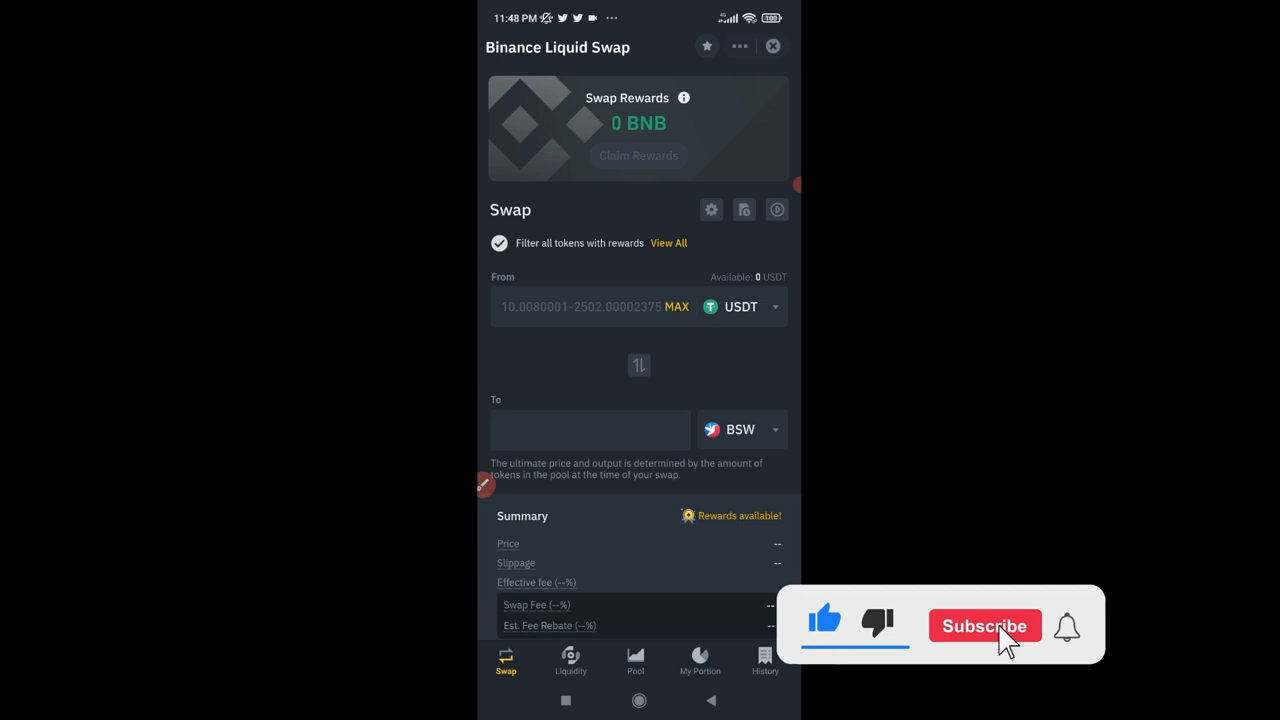 11:48 PM
4G
100
Binance Liquid Swap
Swap Rewards
0 BNB
Claim Rewards
Swap
Filter all tokens with rewards View All
From Available: 0 USDT
10.0080001-2502.00002375 MAX USDT
To
BSW
The ultimate price and output is determined by the amount of
tokens in the pool at the time of your swap.
Summary Rewards available!
Price --
Slippage --
Effective fee (--%)
Swap Fee (--%) --
Est. Fee Rebate (--%) --
Subscribe
Swap Liquidity Pool My Portion History